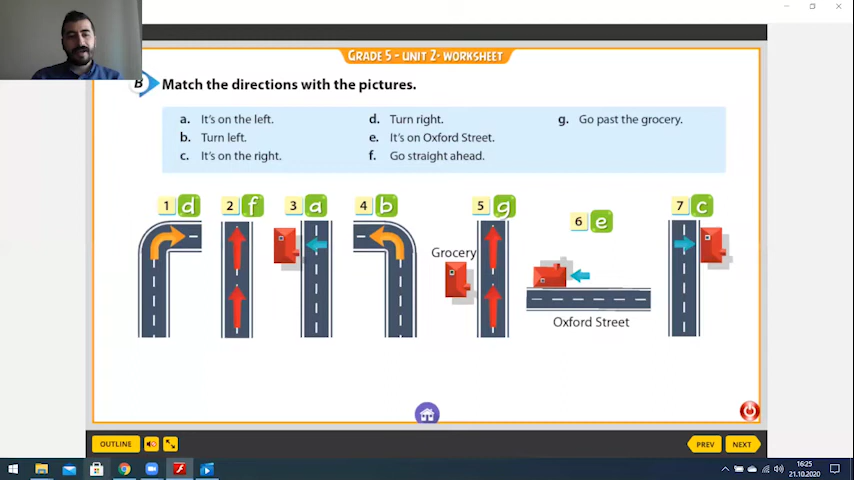 GRADE 5 - UNIT 2- WORKSHEET
B Match the directions with the pictures.
a. It's on the left.
b. Turn left.
c. It's on the right.
d. Turn right.
e. It's on Oxford Street.
f. Go straight ahead.
g. Go past the grocery.
1 d 2 f 3 a 4 b 5 g 6 e 7 c
Grocery
Oxford Street
OUTLINE PREV NEXT
16:25
21.10.2020